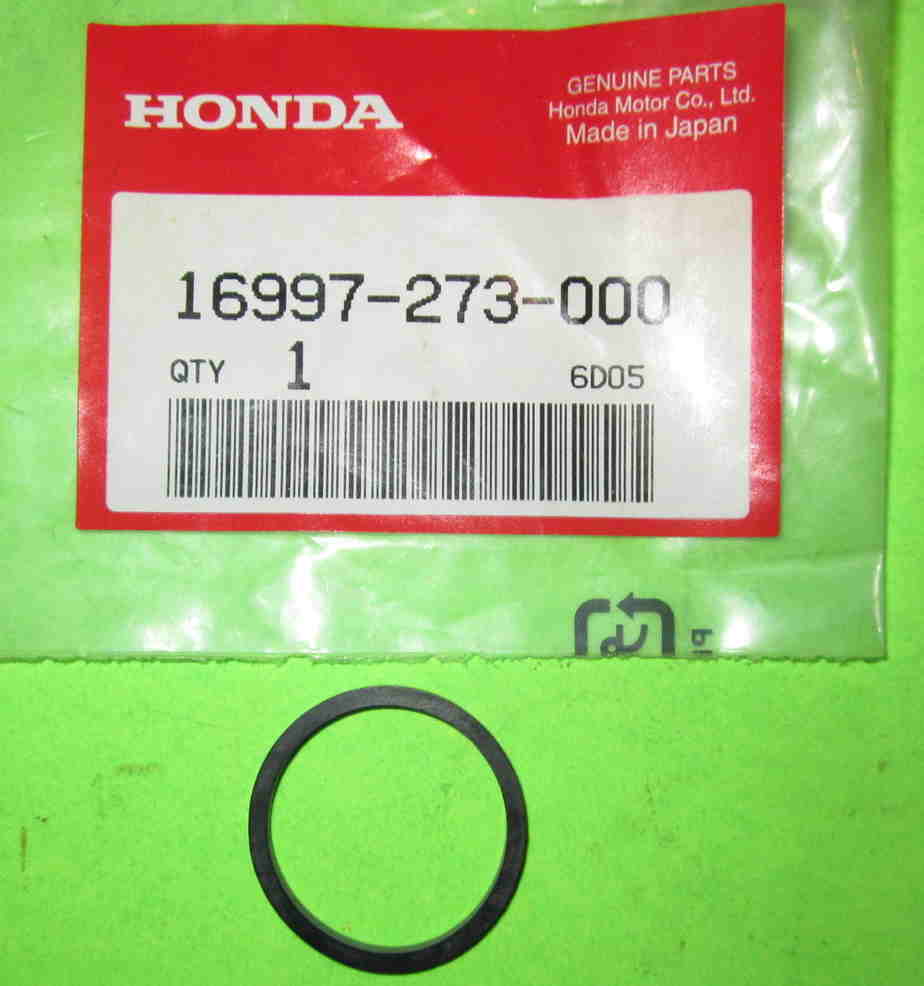 HONDA
GENUINE PARTS
Honda Motor Co., Ltd.
Made in Japan
16997-273-000
QTY 1 6D05